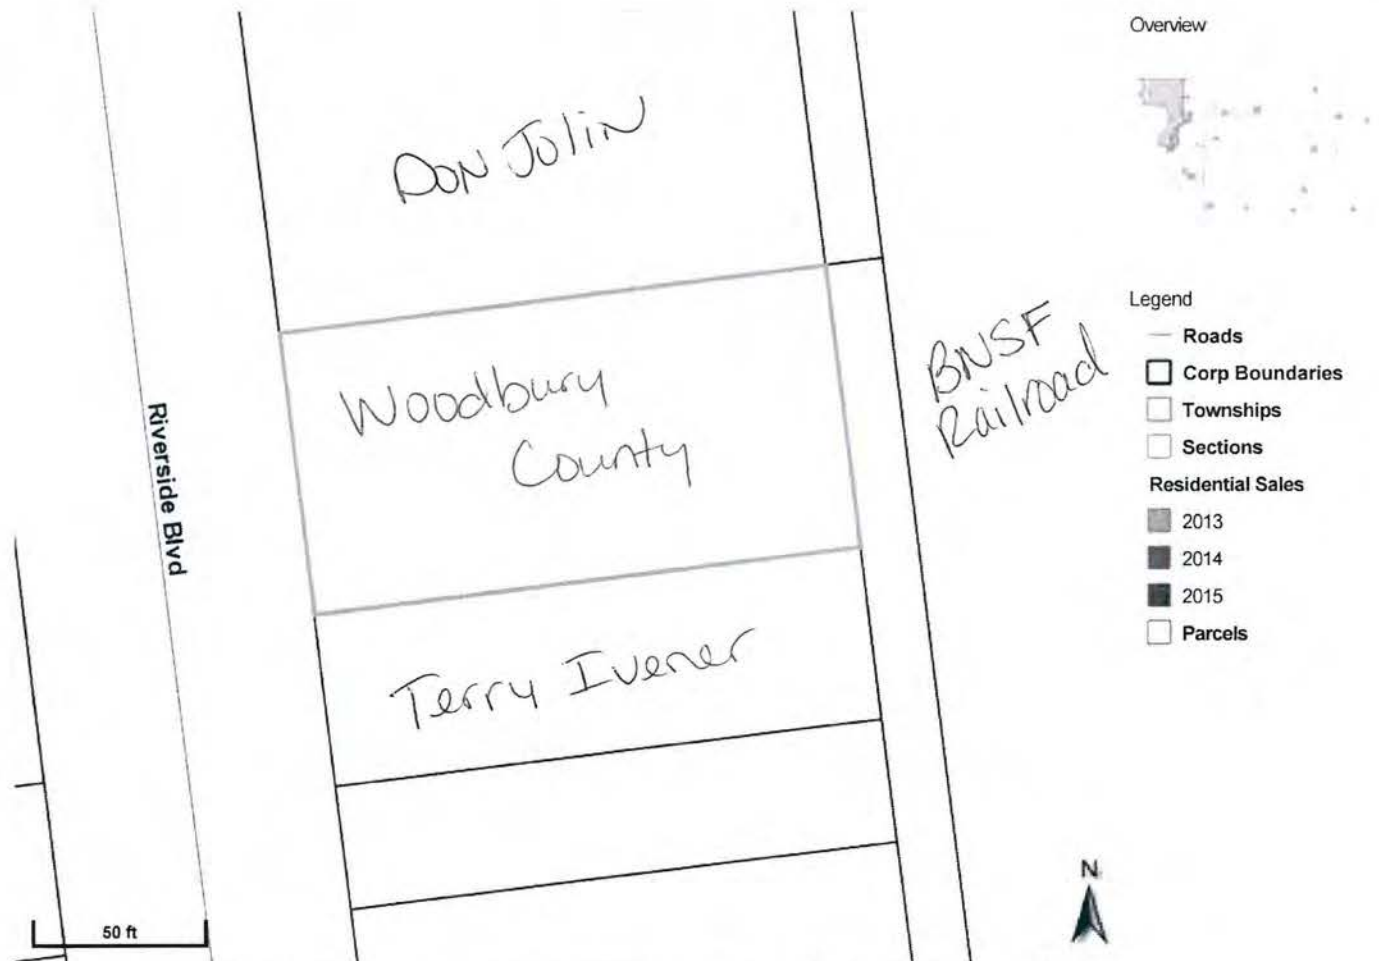 Overview
Don Jolin
Legend
Roads
Corp Boundaries
Townships
Sections
Residential Sales
2013
2014
2015
Parcels
BNSF
Railroad
Woodbury
County
Riverside Blvd
Terry Ivener
N
50 ft